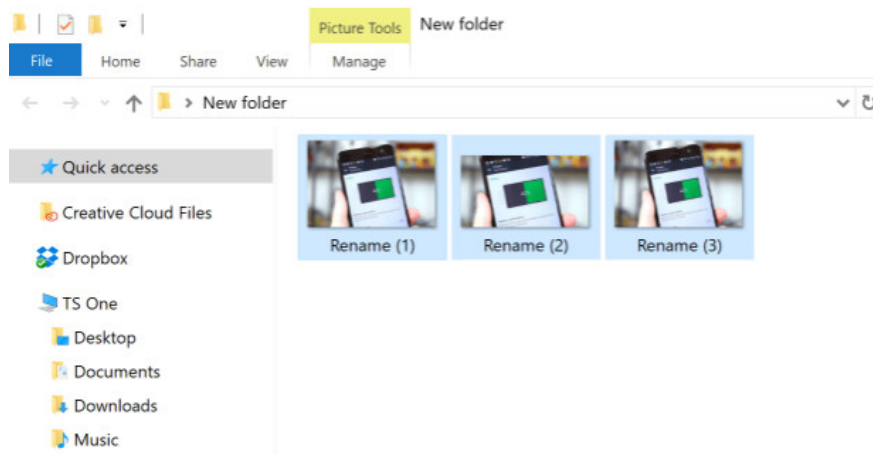 Picture Tools
New folder
File
Home
Share
View
Manage
New folder
Quick access
Creative Cloud Files
Dropbox
TS One
Desktop
Documents
Downloads
Music
Rename (1)
Rename (2)
Rename (3)